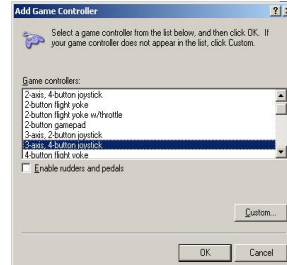 Add Game Controller
Select a game controller from the list below, and then click OK. If
your game controller does not appear in the list, click Custom.
Game controllers:
2-axis, 4-button joystick
2-button flight yoke
2-button flight yoke w/throttle
2-button gamepad
3-axis, 2-button joystick
3-axis, 4-button joystick
4-button flight yoke
Enable rudders and pedals
Custom...
OK
Cancel